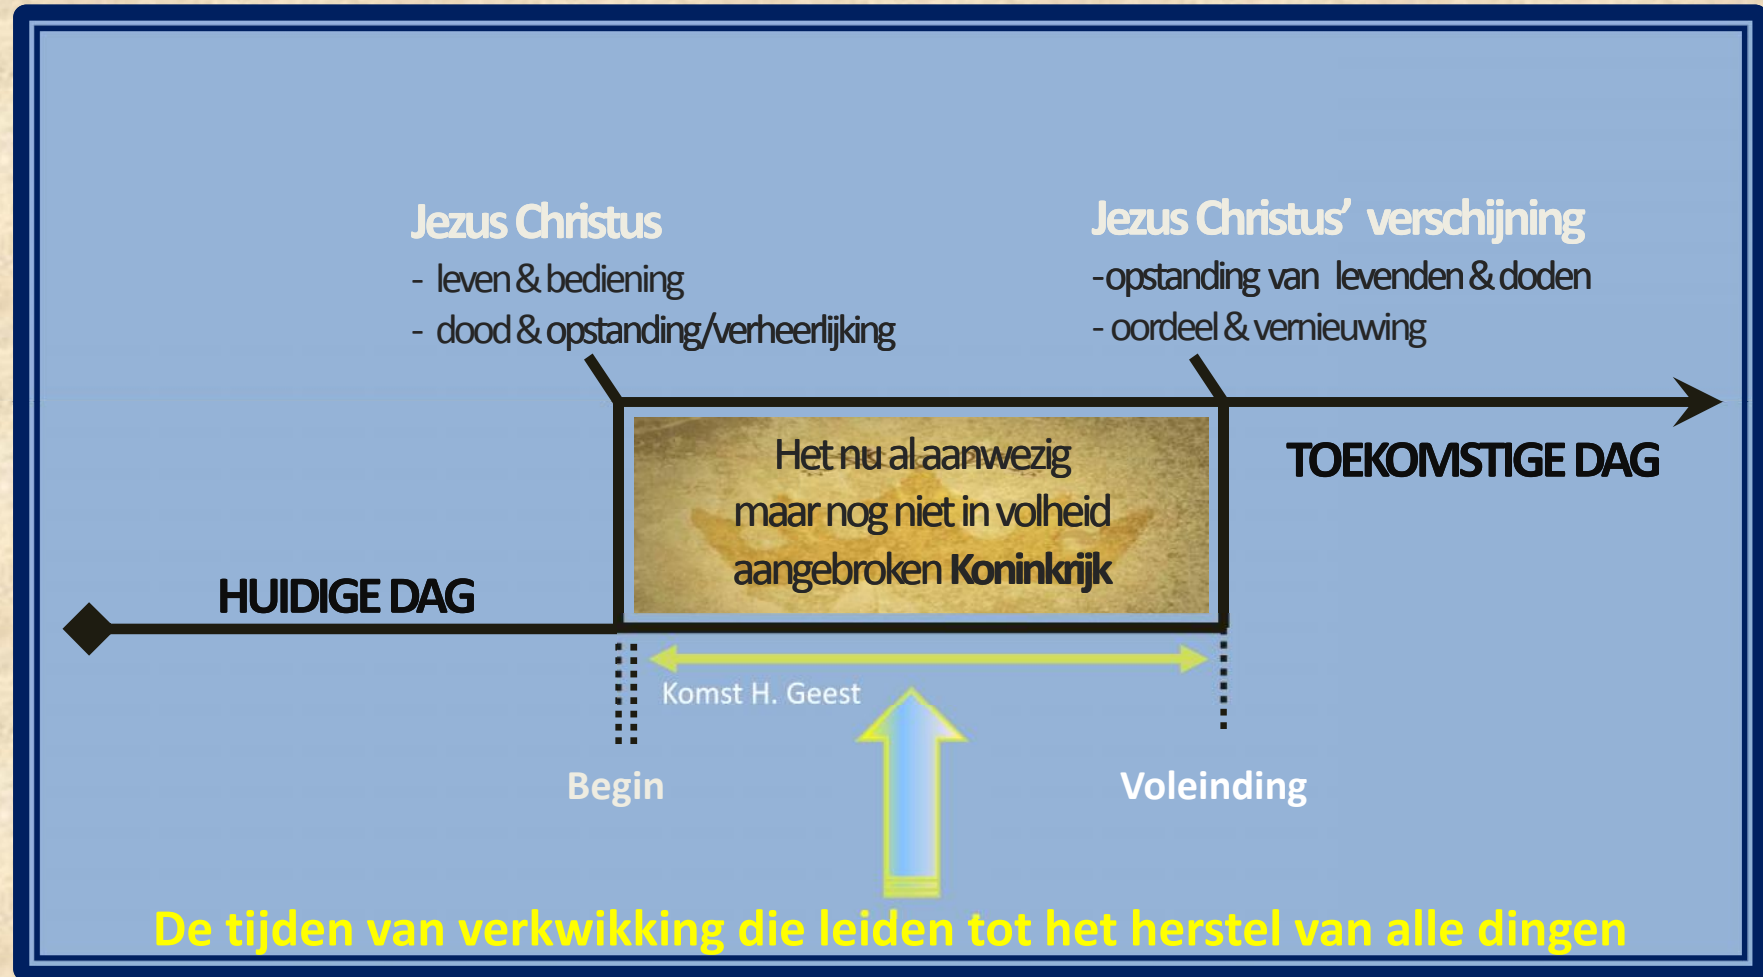 Jezus Christus
- leven & bediening
- dood & opstanding/verheerlijking
Jezus Christus’ verschijning
-opstanding van levenden & doden
- oordeel & vernieuwing
Het nu al aanwezig
maar nog niet in volheid
aangebroken Koninkrijk
TOEKOMSTIGE DAG
HUIDIGE DAG
Komst H. Geest
Begin
Voleinding
De tijden van verkwikking die leiden tot het herstel van alle dingen